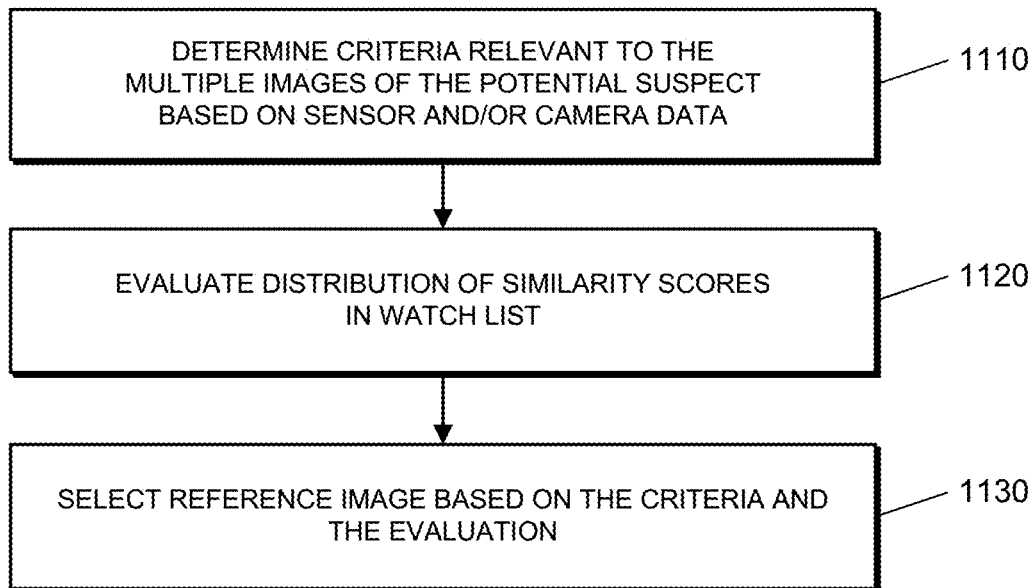 DETERMINE CRITERIA RELEVANT TO THE
MULTIPLE IMAGES OF THE POTENTIAL SUSPECT
BASED ON SENSOR AND/OR CAMERA DATA
1110
EVALUATE DISTRIBUTION OF SIMILARITY SCORES
IN WATCH LIST
1120
SELECT REFERENCE IMAGE BASED ON THE CRITERIA AND
THE EVALUATION
1130